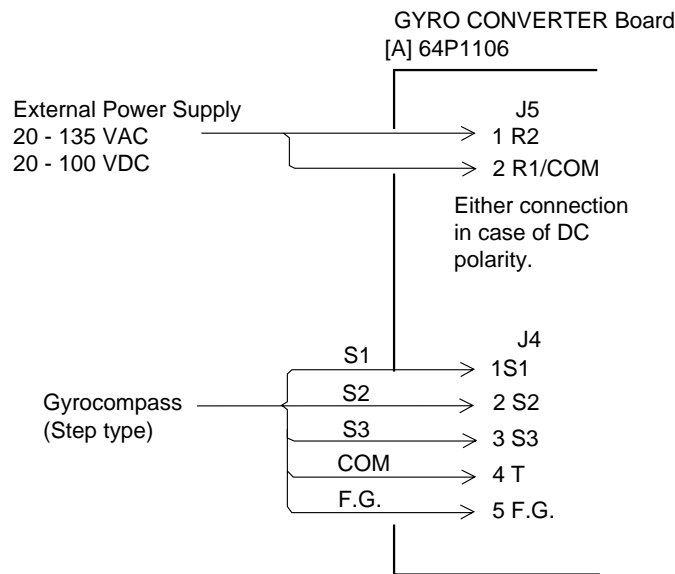 GYRO CONVERTER Board
[A] 64P1106
External Power Supply
20 - 135 VAC
20 - 100 VDC
J5
1 R2
2 R1/COM
Either connection
in case of DC
polarity.
J4
S1
1S1
Gyrocompass
(Step type)
S2
2 S2
S3
3 S3
COM
4 T
F.G.
5 F.G.